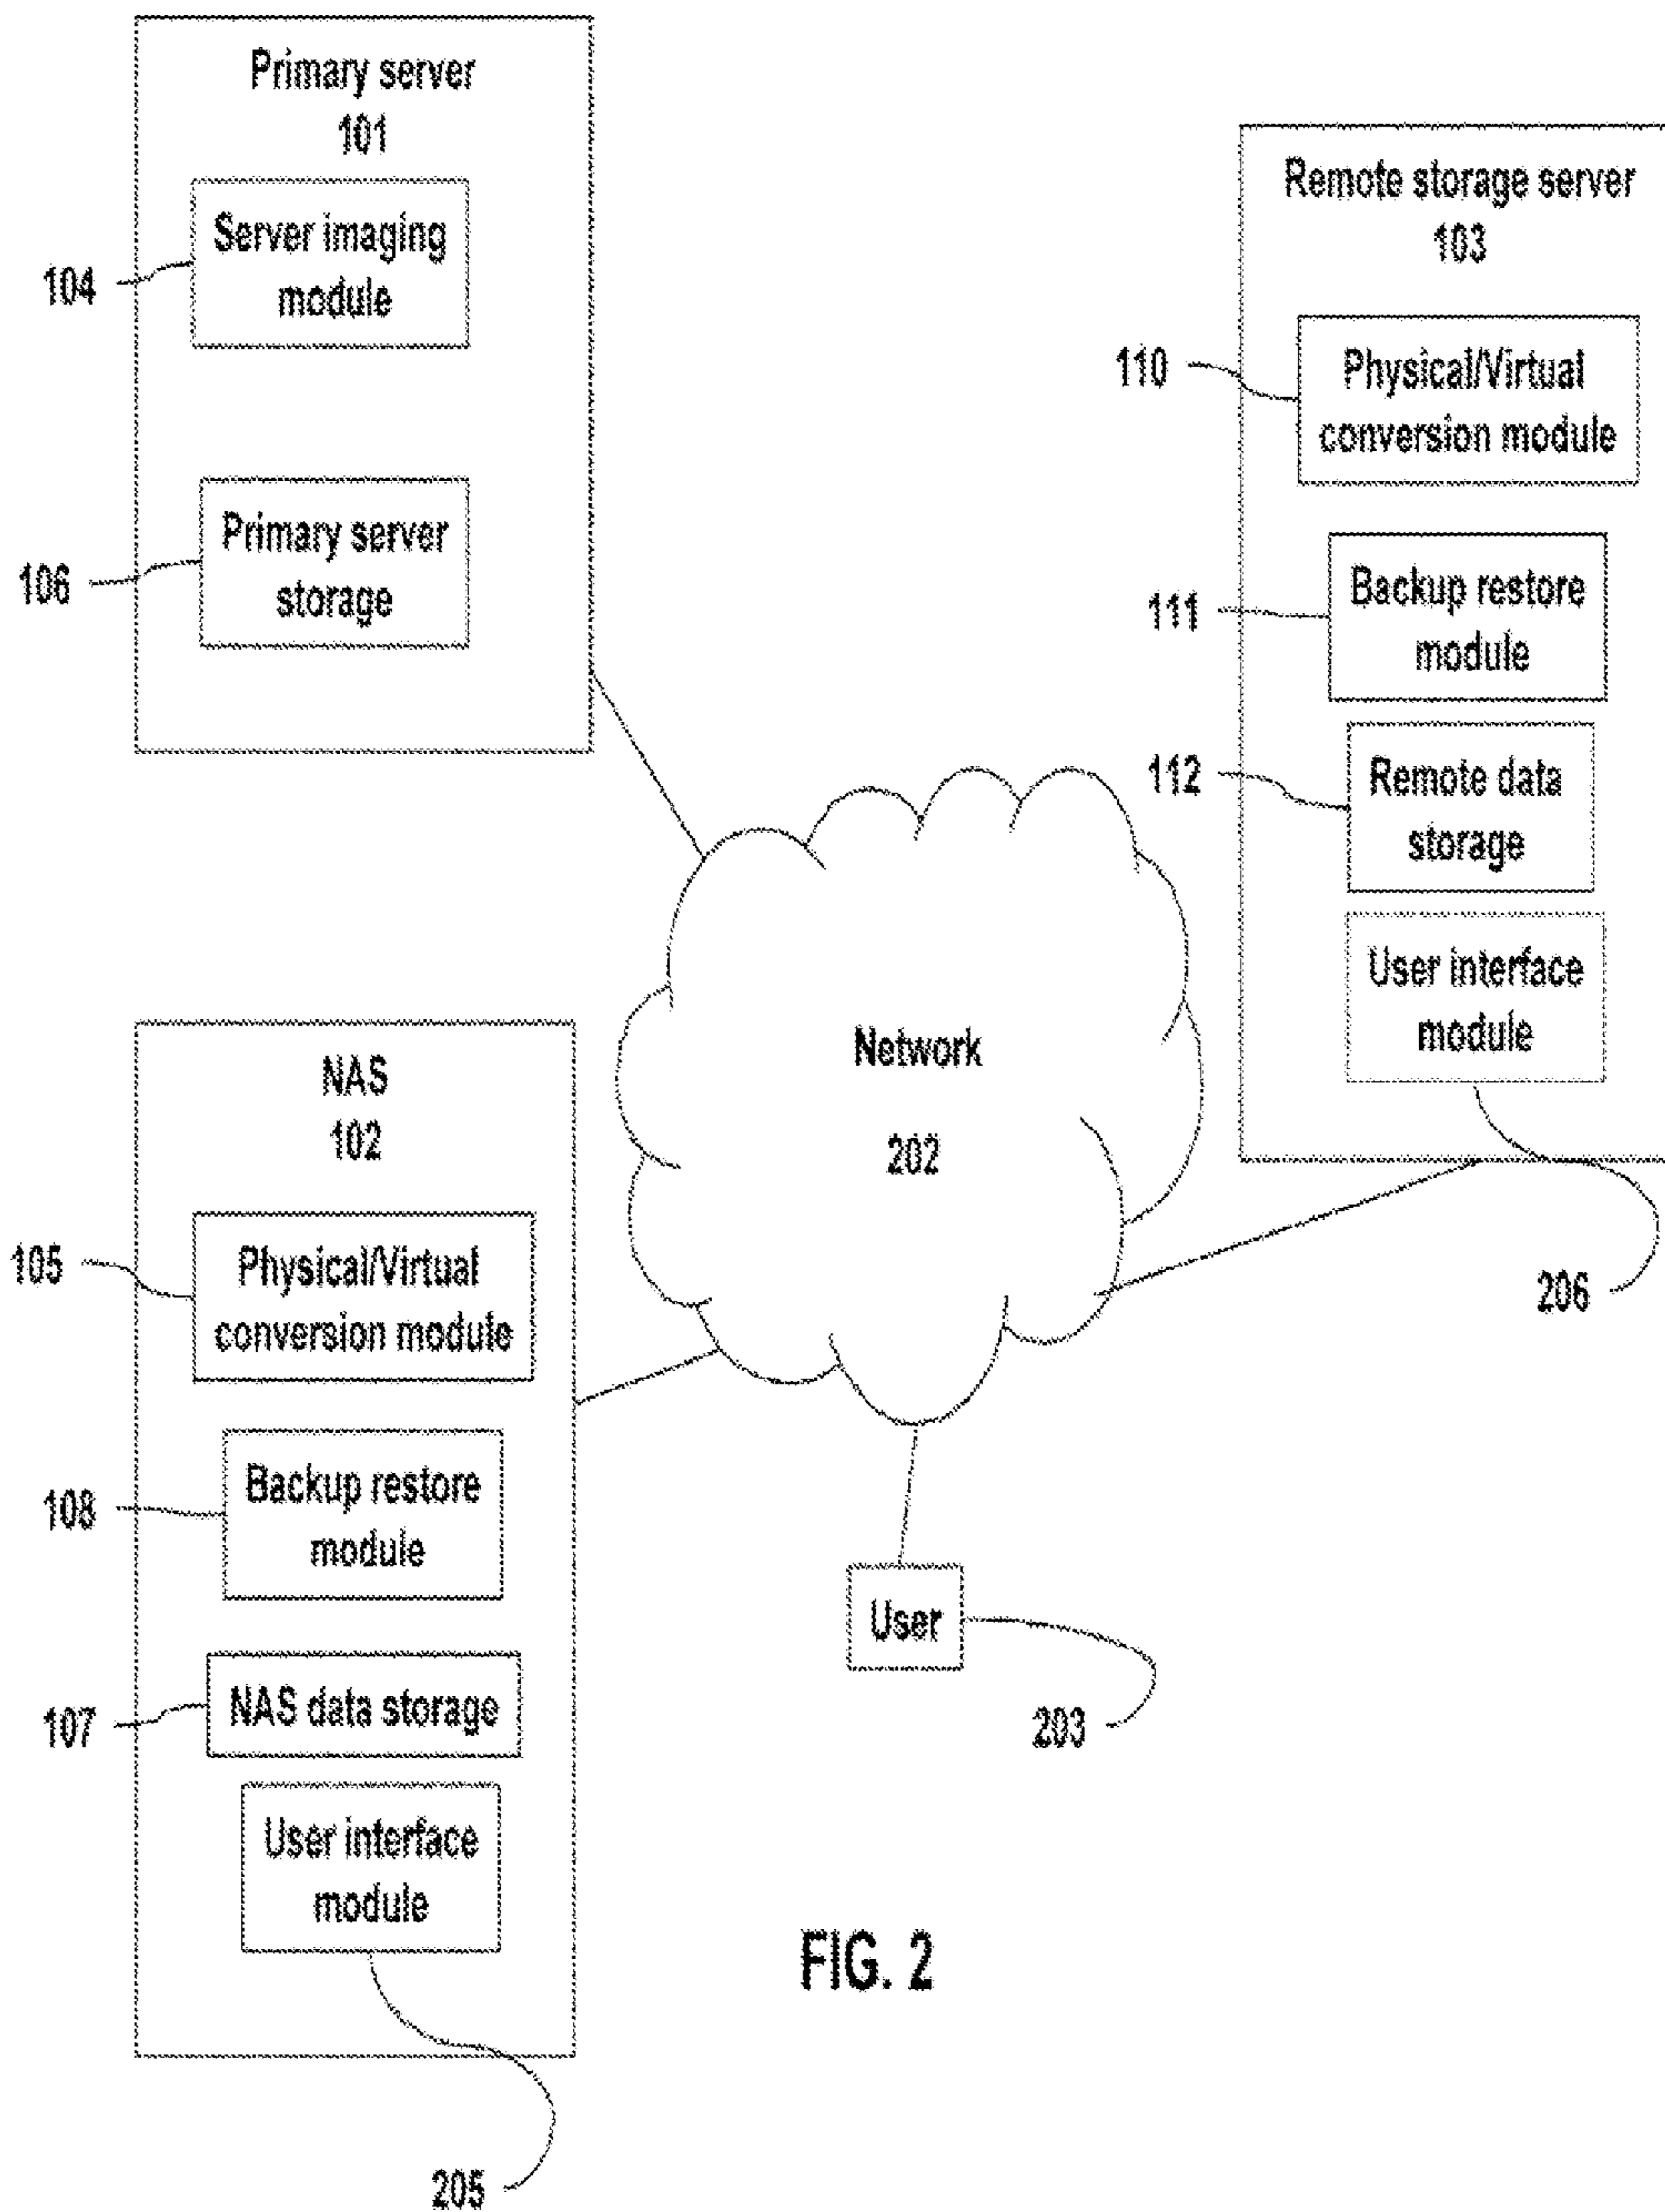 Primary server
101
Server imaging
module
104
Primary server
storage
106
Remote storage server
103
Physical/Virtual
conversion module
110
Backup restore
module
111
Remote data
storage
112
User interface
module
206
Network
202
NAS
102
Physical/Virtual
conversion module
105
Backup restore
module
108
NAS data storage
107
User interface
module
205
User
203
FIG. 2